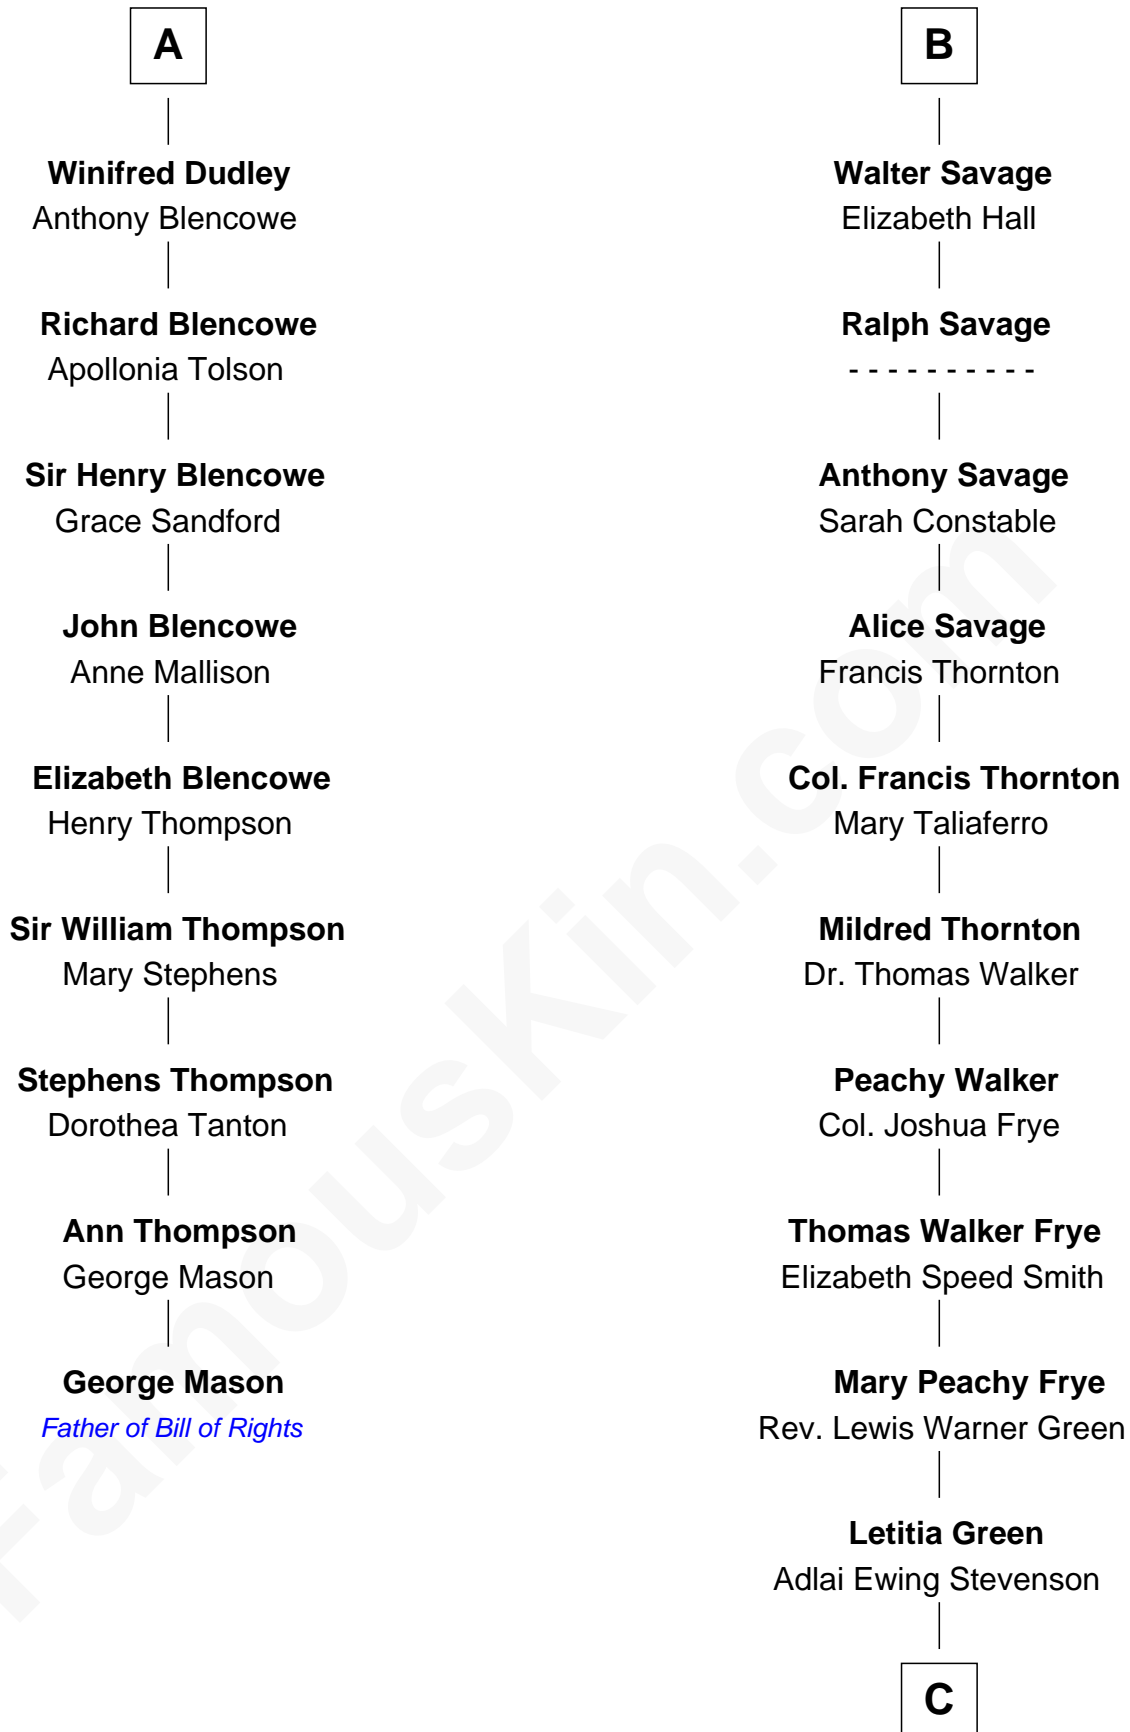 A
Winifred Dudley
Anthony Blencowe
Richard Blencowe
Apollonia Tolson
Sir Henry Blencowe
Grace Sandford
John Blencowe
Anne Mallison
Elizabeth Blencowe
Henry Thompson
Sir William Thompson
Mary Stephens
Stephens Thompson
Dorothea Tanton
Ann Thompson
George Mason
George Mason
Father of Bill of Rights
B
Walter Savage
Elizabeth Hall
Ralph Savage
- - - - - - - - - -
Anthony Savage
Sarah Constable
Alice Savage
Francis Thornton
Col. Francis Thornton
Mary Taliaferro
Mildred Thornton
Dr. Thomas Walker
Peachy Walker
Col. Joshua Frye
Thomas Walker Frye
Elizabeth Speed Smith
Mary Peachy Frye
Rev. Lewis Warner Green
Letitia Green
Adlai Ewing Stevenson
C
FamousKin.com